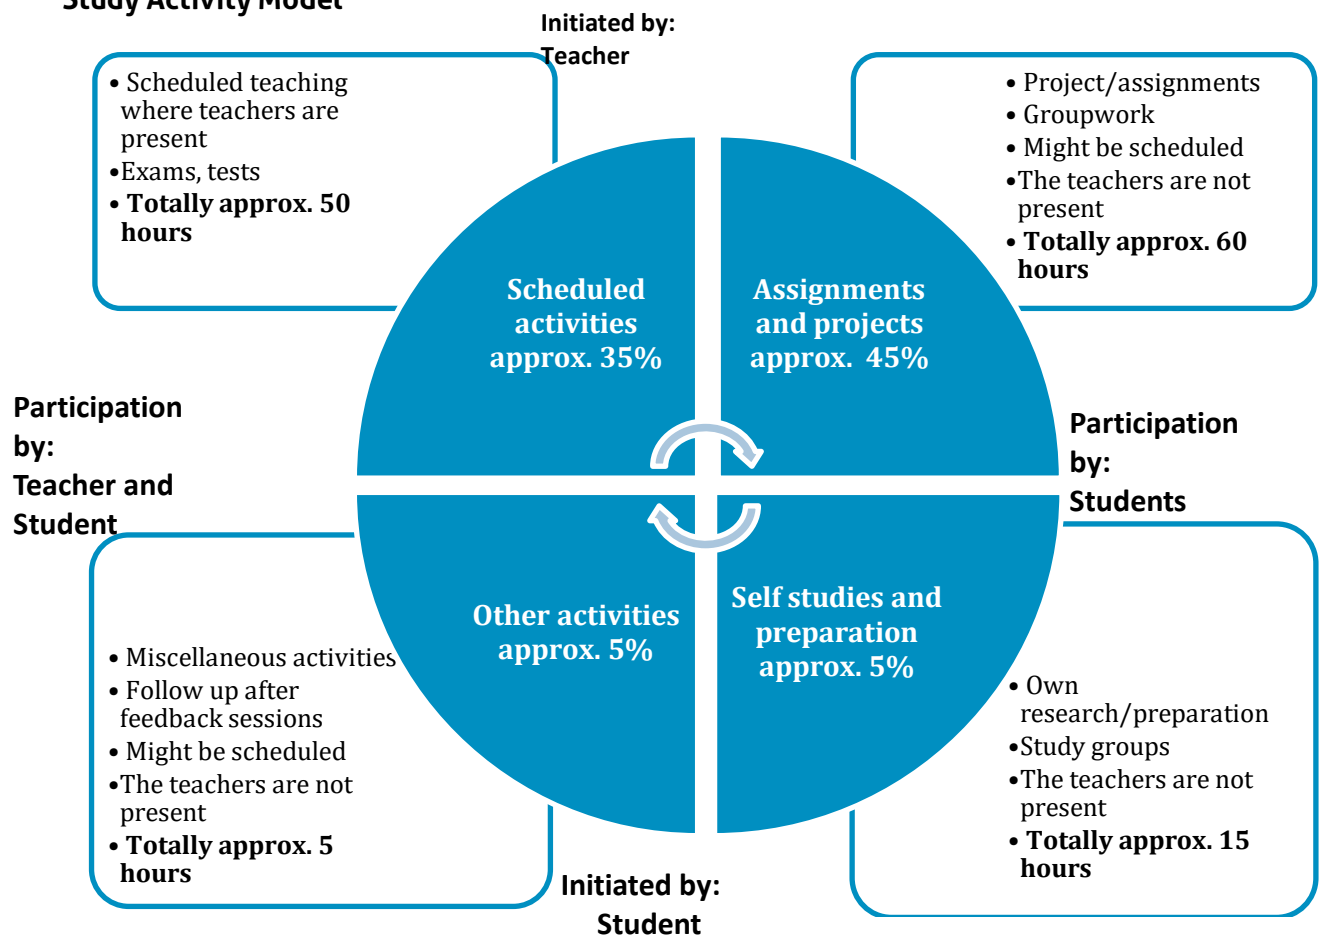 Study Activity Model
Initiated by:
Teacher
• Scheduled teaching
where teachers are
present
•Exams, tests
• Totally approx. 50
hours
• Project/assignments
• Groupwork
• Might be scheduled
•The teachers are not
present
• Totally approx. 60
hours
Scheduled
activities
approx. 35%
Assignments
and projects
approx. 45%
Participation
by:
Teacher and
Student
Participation
by:
Students
Other activities
approx. 5%
Self studies and
preparation
approx. 5%
• Miscellaneous activities
• Follow up after
feedback sessions
• Might be scheduled
•The teachers are not
present
• Totally approx. 5
hours
• Own
research/preparation
•Study groups
•The teachers are not
present
• Totally approx. 15
hours
Initiated by:
Student